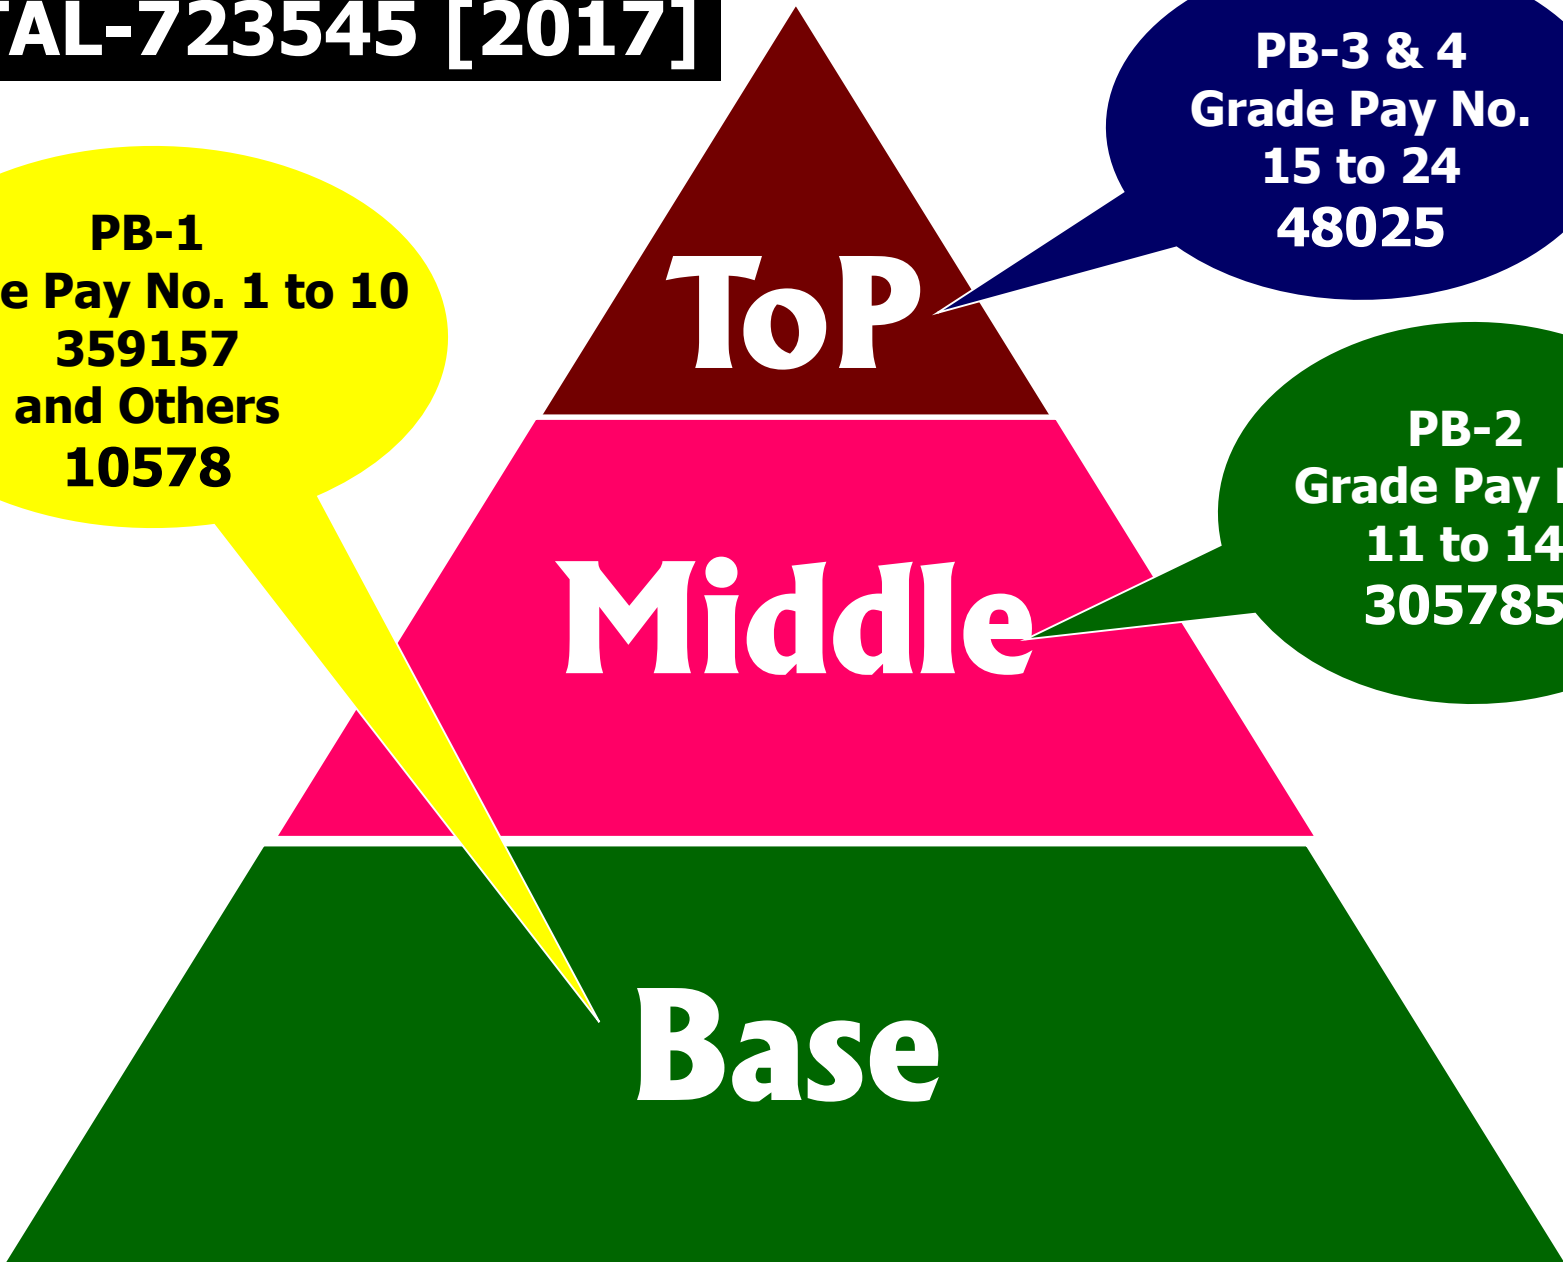 TAL-723545 [2017]
PB-3 & 4
Grade Pay No.
15 to 24
48025
PB-1
e Pay No. 1 to 10
359157
and Others
10578
ToP
PB-2
Grade Pay
11 to 14
305785
Middle
Base